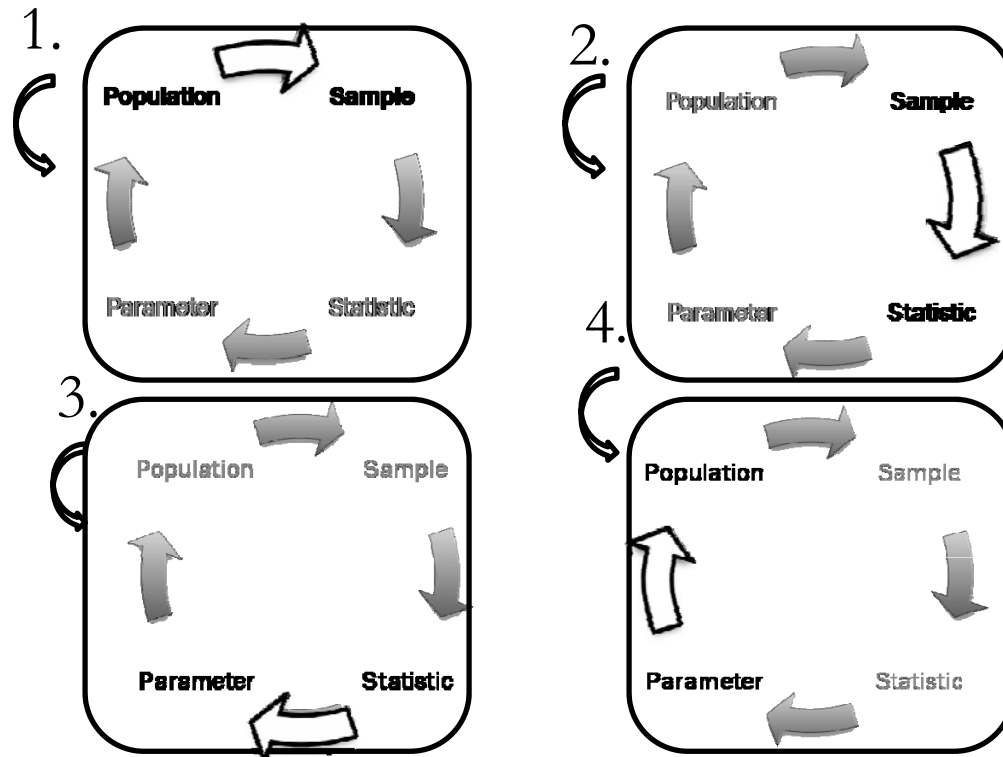 1.
Population Sample
Parameter Statistic
2.
Population Sample
Parameter Statistic
3.
Population Sample
Parameter Statistic
4.
Population Sample
Parameter Statistic